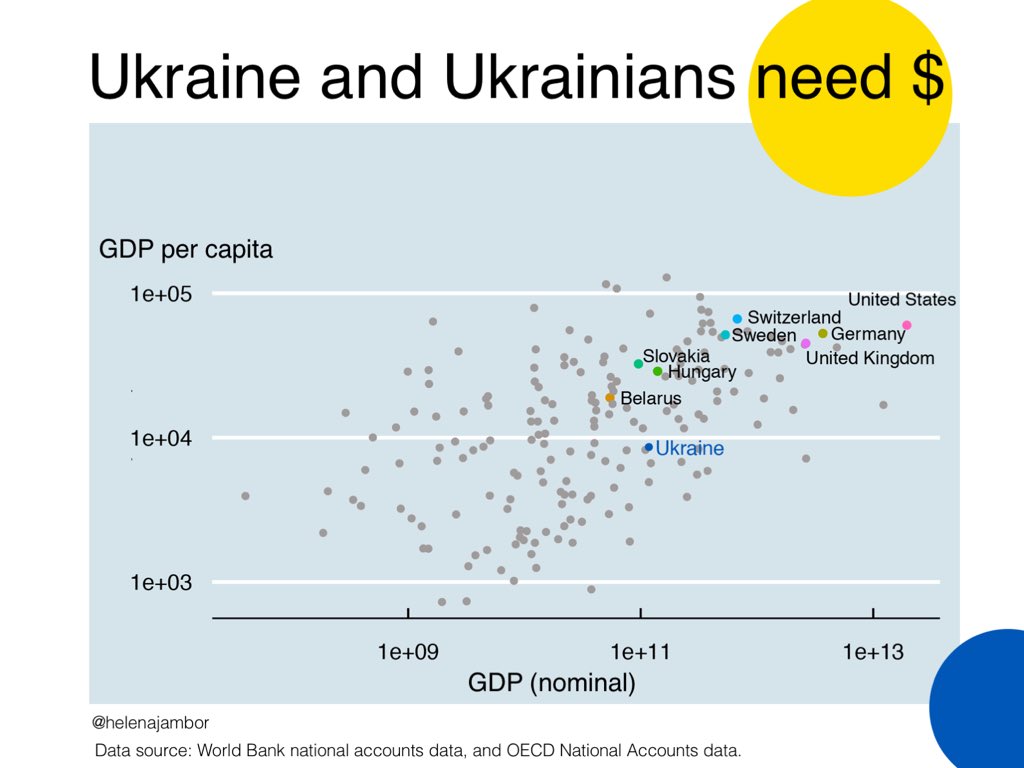 Ukraine and Ukrainians need $
GDP per capita
1e+05
United States
Switzerland
Sweden
Germany
United Kingdom
Slovakia
Hungary
Belarus
1e+04
Ukraine
1e+03
1e+09
1e+11
1e+13
GDP (nominal)
@helenajambor
Data source: World Bank national accounts data, and OECD National Accounts data.